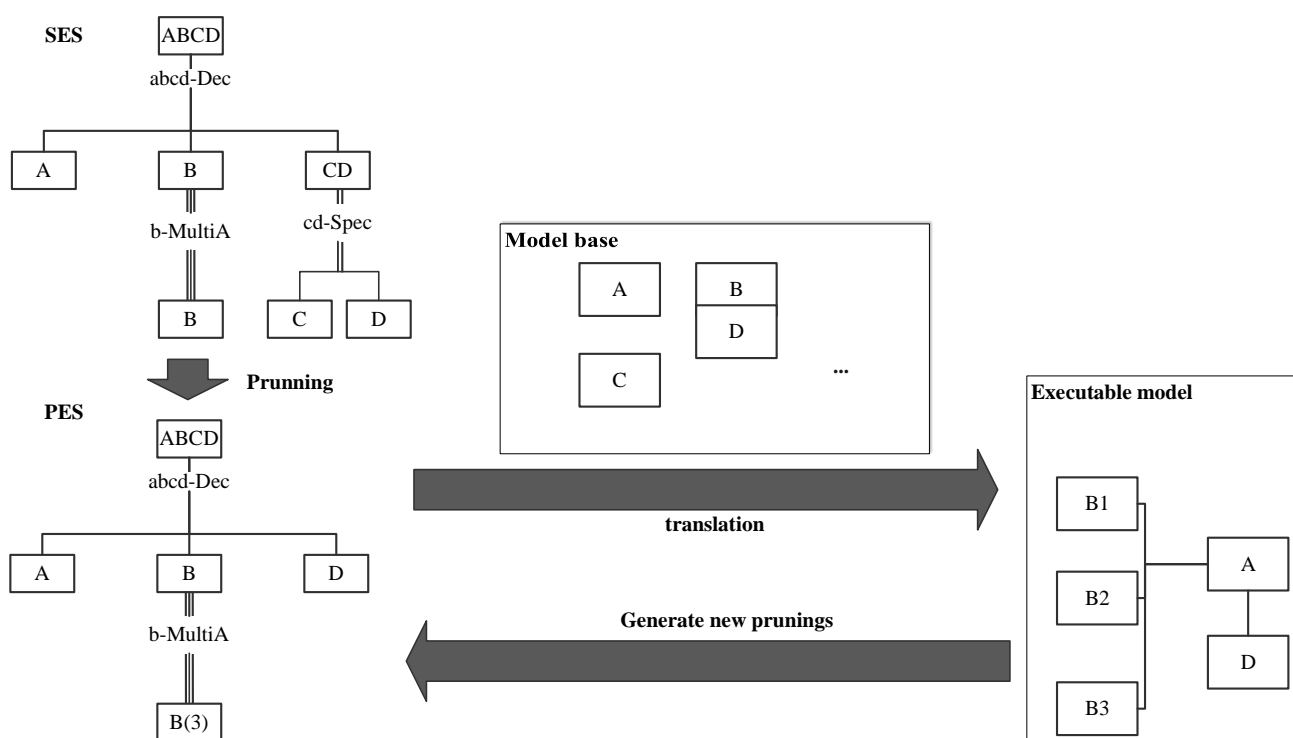 SES
ABCD
abcd-Dec
A
B
CD
b-MultiA
cd-Spec
B
C
D
Prunning
PES
ABCD
abcd-Dec
A
B
D
b-MultiA
B(3)
Model base
A
B
D
C
...
translation
Generate new prunings
Executable model
B1
A
B2
D
B3